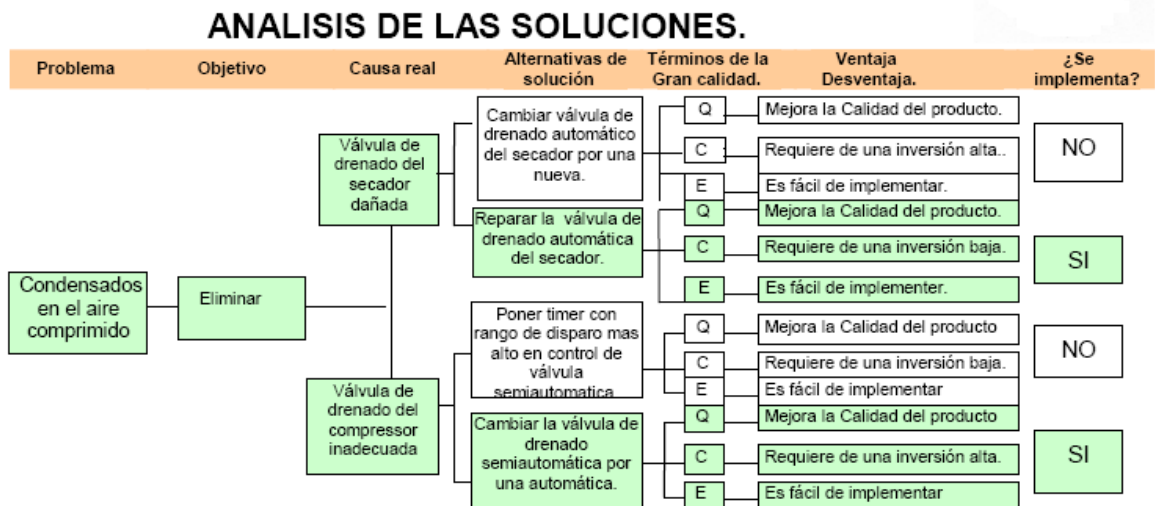 ANALISIS DE LAS SOLUCIONES.
Problema
Objetivo
Causa real
Alternativas de
solución
Términos de la
Gran calidad.
Ventaja
Desventaja.
¿Se
implementa?
Condensados
en el aire
comprimido
Eliminar
Válvula de
drenado del
secador
dañada
Cambiar válvula de
drenado automático
del secador por una
nueva.
Q
Mejora la Calidad del producto.
C
Requiere de una inversión alta..
E
Es fácil de implementar.
NO
Reparar la válvula de
drenado automática
del secador.
Q
Mejora la Calidad del producto.
C
Requiere de una inversión baja.
E
Es fácil de implementer.
SI
Válvula de
drenado del
compressor
inadecuada
Poner timer con
rango de disparo mas
alto en control de
válvula
semiautomatica
Q
Mejora la Calidad del producto
C
Requiere de una inversión baja.
E
Es fácil de implementar
NO
Cambiar la válvula de
drenado
semiautomática por
una automática.
Q
Mejora la Calidad del producto
C
Requiere de una inversión alta.
E
Es fácil de implementar
SI